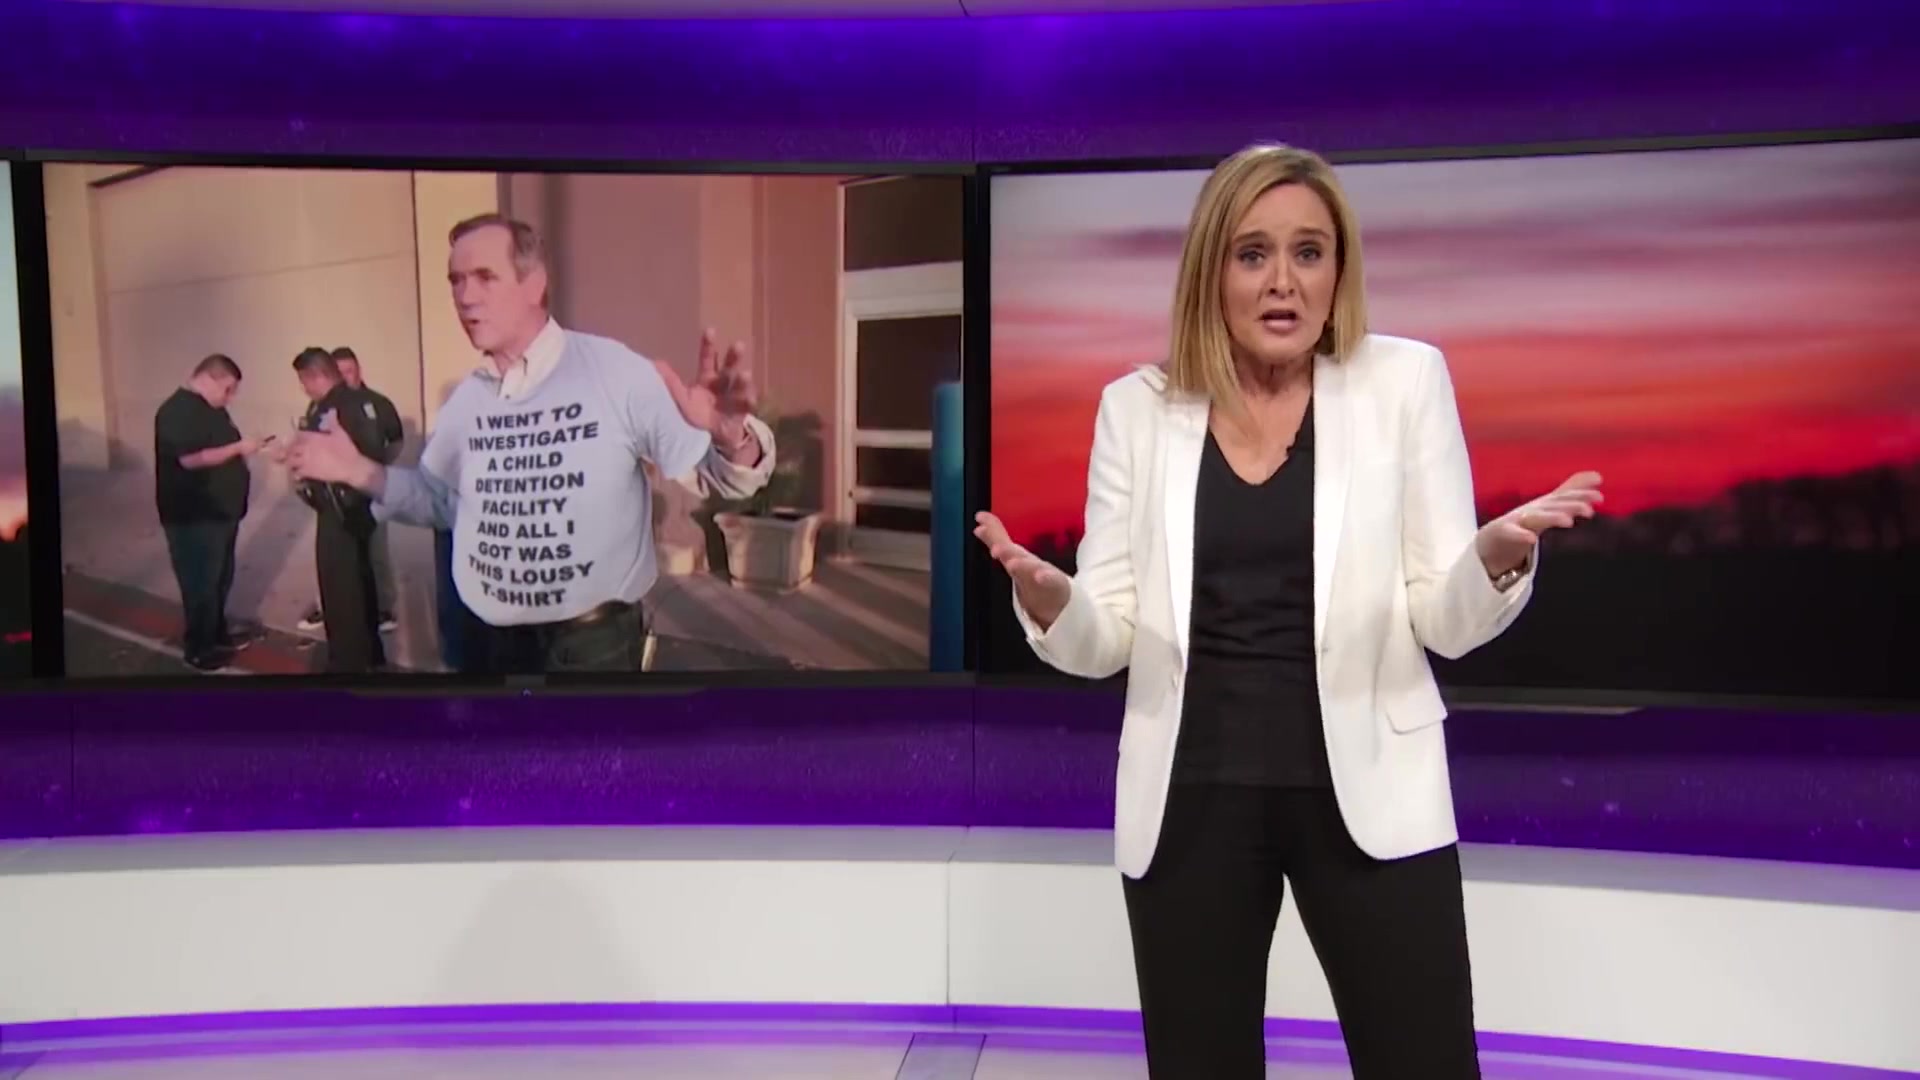 I WENT TO
INVESTIGATE
A CHILD
DETENTION
FACILITY
AND ALL I
GOT WAS
THIS LOUSY
T-SHIRT